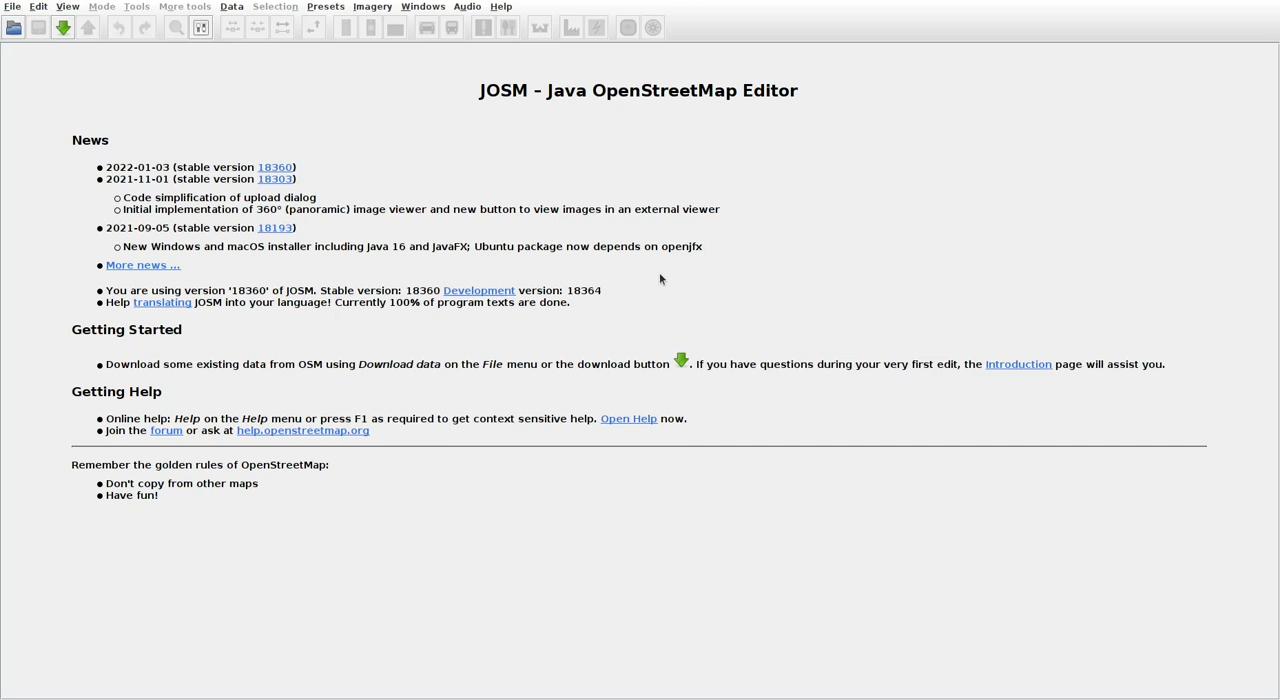 File Edit View Mode Tools More tools Data Selection Presets Imagery Windows Audio Help
JOSM – Java OpenStreetMap Editor
News
● 2022-01-03 (stable version 18360)
● 2021-11-01 (stable version 18303)
○ Code simplification of upload dialog
○ Initial implementation of 360° (panoramic) image viewer and new button to view images in an external viewer
● 2021-09-05 (stable version 18193)
○ New Windows and macOS installer including Java 16 and JavaFX; Ubuntu package now depends on openjfx
● More news ...
● You are using version '18360' of JOSM. Stable version: 18360 Development version: 18364
● Help translating JOSM into your language! Currently 100% of program texts are done.
Getting Started
● Download some existing data from OSM using Download data on the File menu or the download button . If you have questions during your very first edit, the Introduction page will assist you.
Getting Help
● Online help: Help on the Help menu or press F1 as required to get context sensitive help. Open Help now.
● Join the forum or ask at help.openstreetmap.org
Remember the golden rules of OpenStreetMap:
● Don't copy from other maps
● Have fun!